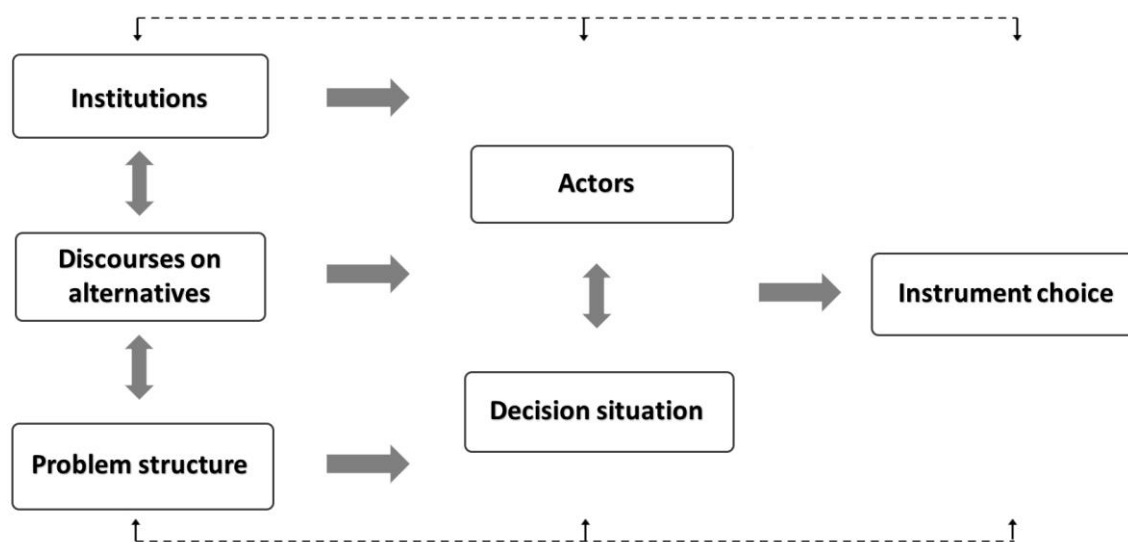 Institutions
Actors
Discourses on
alternatives
Instrument choice
Decision situation
Problem structure